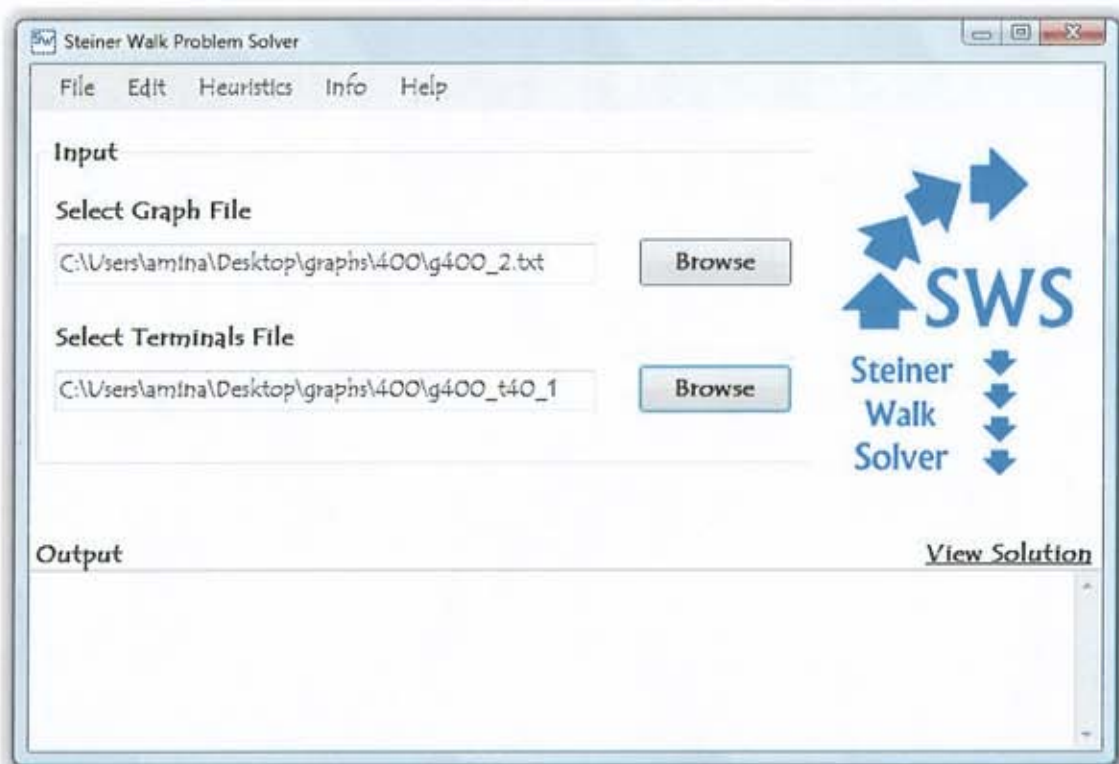 Sw Steiner Walk Problem Solver
File Edit Heuristics Info Help
Input
Select Graph File
C:\Users\amina\Desktop\graphs\400\g400_2.txt Browse
Select Terminals File
C:\Users\amina\Desktop\graphs\400\g400_t40_1 Browse
SWS
Steiner
Walk
Solver
Output View Solution